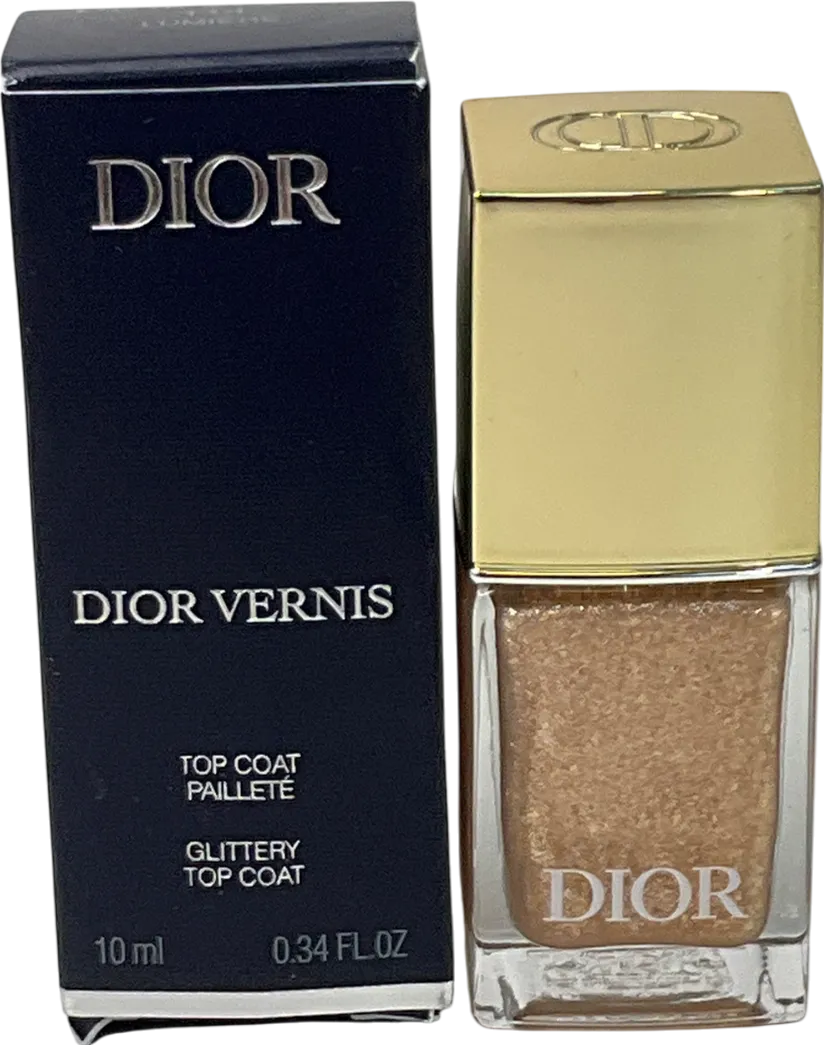 DIOR
DIOR VERNIS
TOP COAT
PAILLETÉ
GLITTERY
TOP COAT
10 ml 0.34 FL.OZ
DIOR